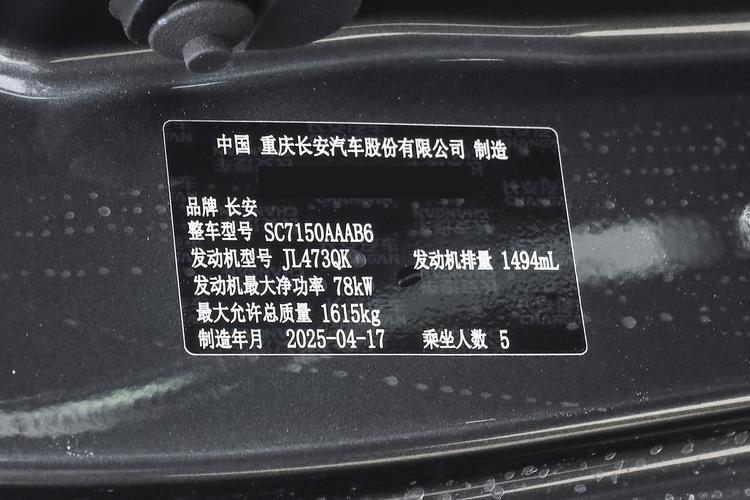 中国 重庆长安汽车股份有限公司 制造
品牌 长安
整车型号 SC7150AAAB6
发动机型号 JL473QK 发动机排量 1494mL
发动机最大净功率 78kW
最大允许总质量 1615kg
制造年月 2025-04-17 乘坐人数 5